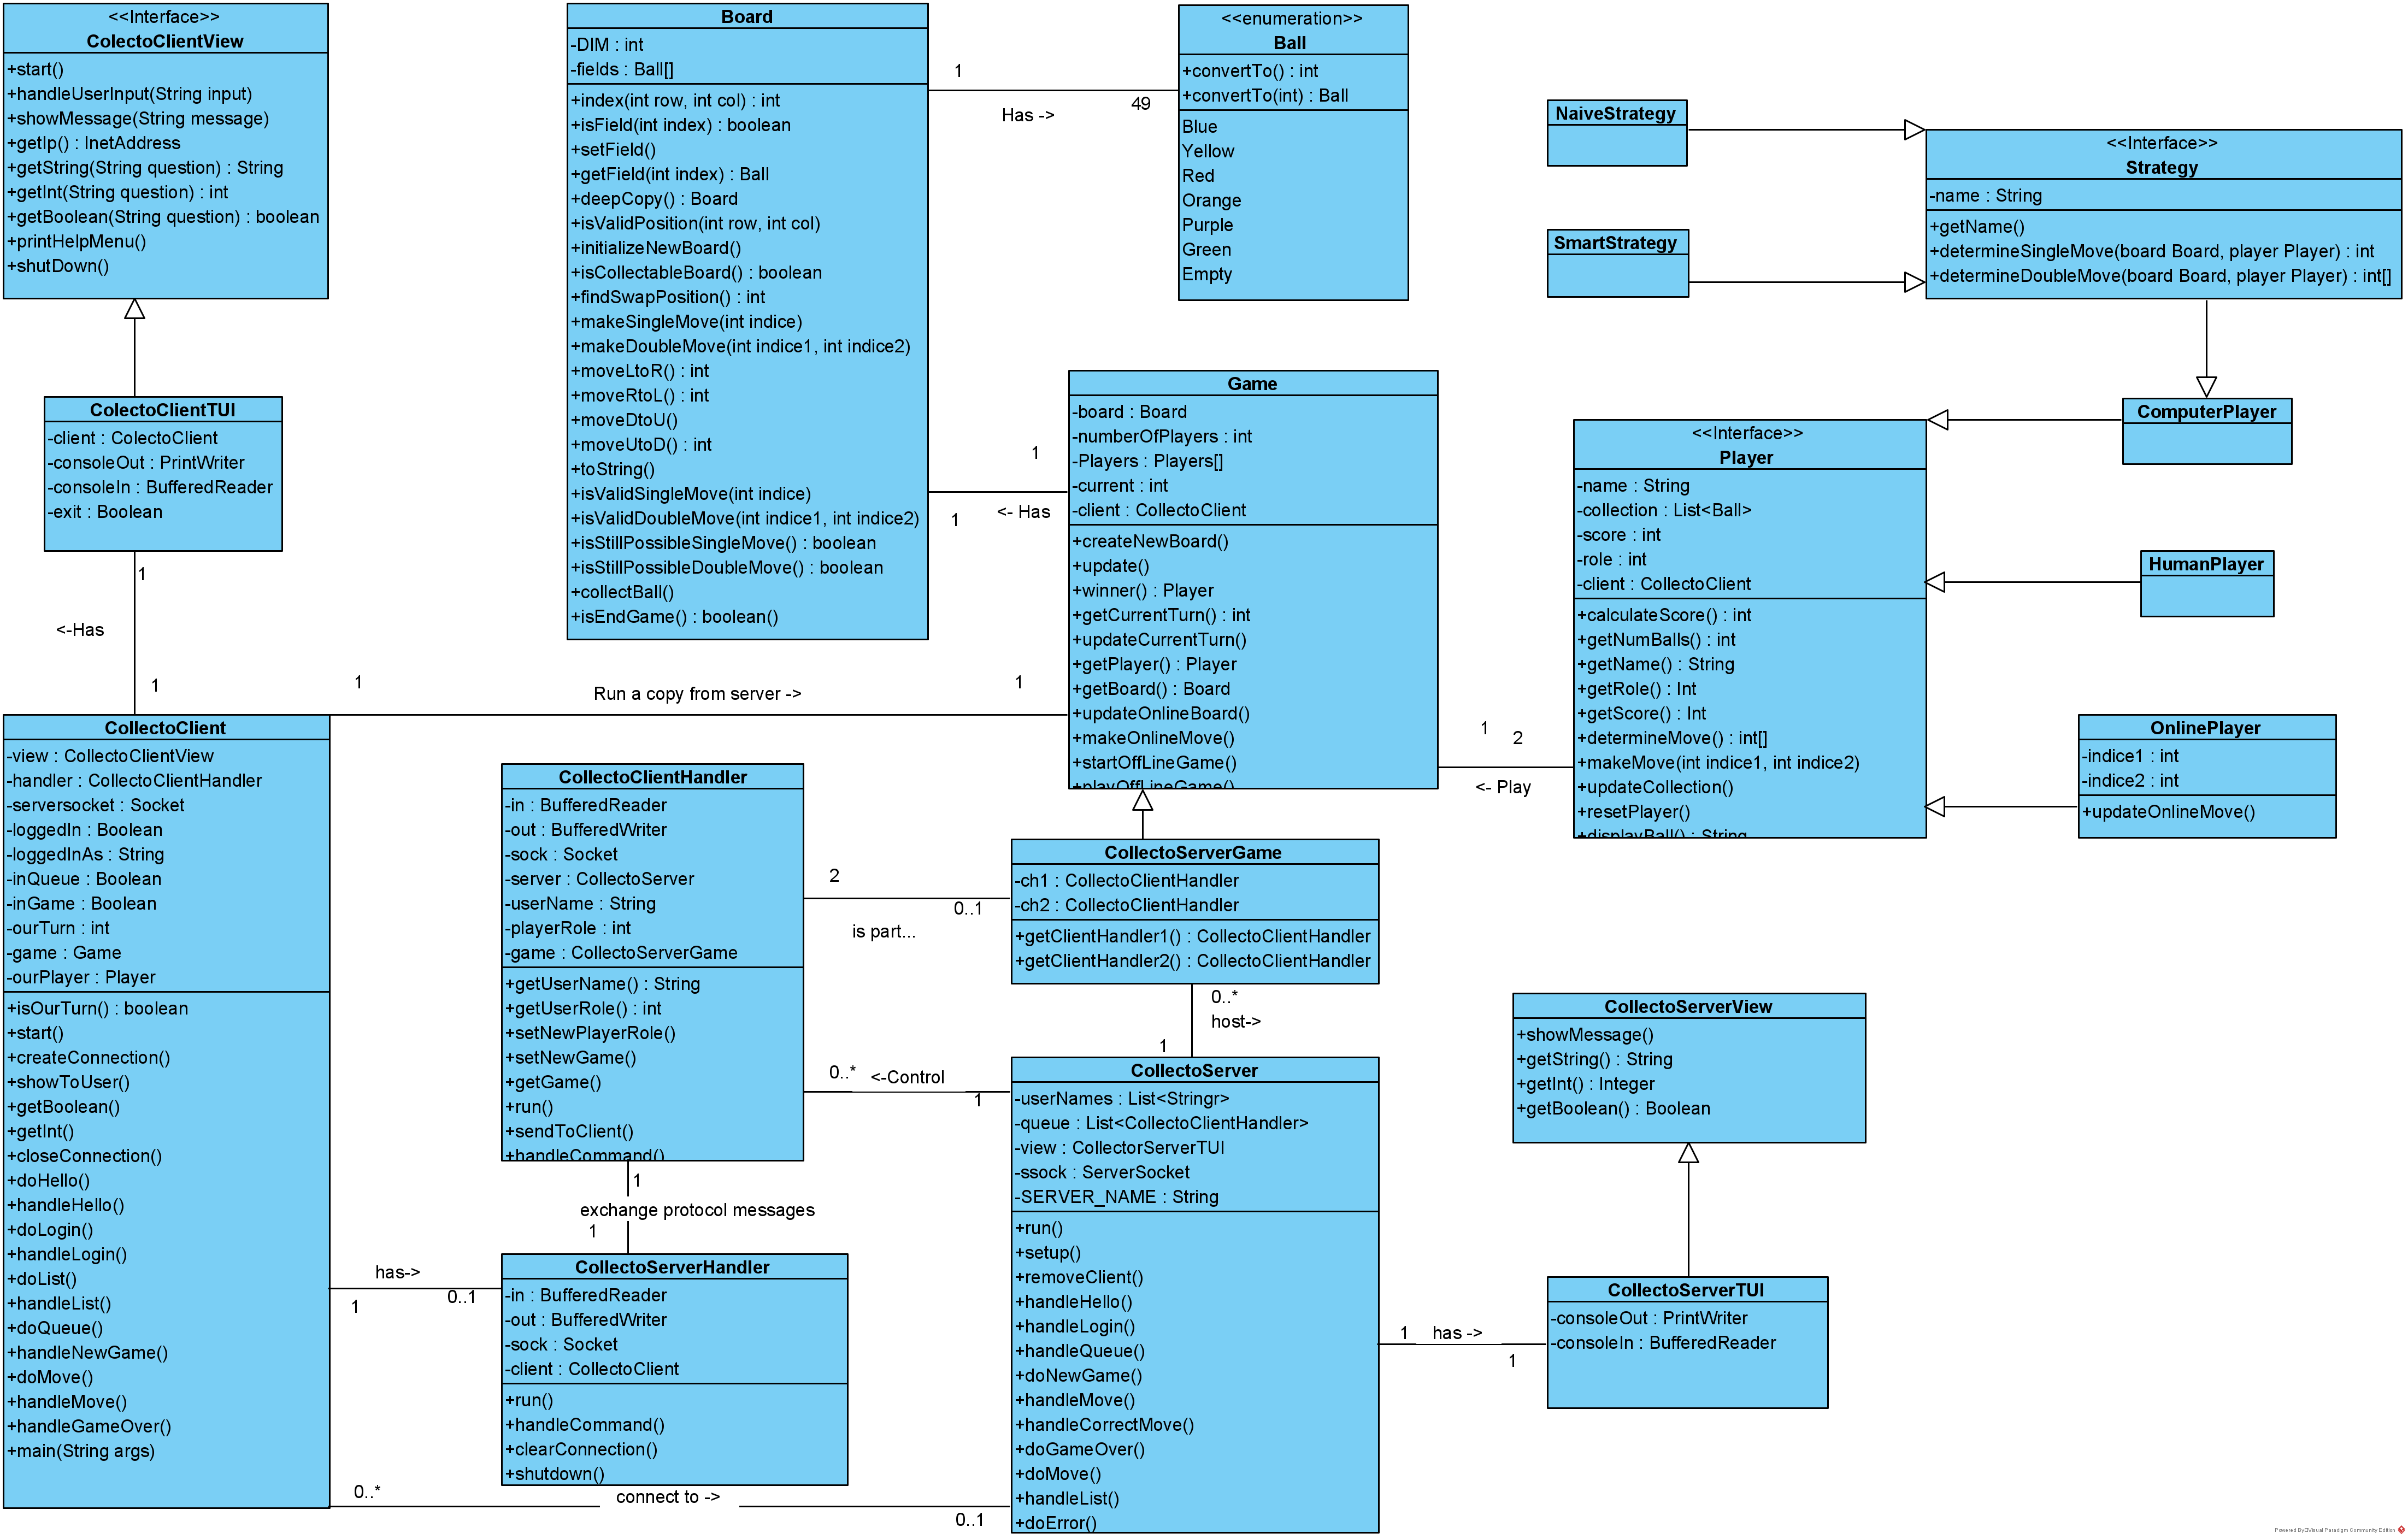 <<Interface>>
ColectoClientView
+start()
+handleUserInput(String input)
+showMessage(String message)
+getIp() : InetAddress
+getString(String question) : String
+getInt(String question) : int
+getBoolean(String question) : boolean
+printHelpMenu()
+shutDown()
ColectoClientTUI
-client : ColectoClient
-consoleOut : PrintWriter
-consoleIn : BufferedReader
-exit : Boolean
1
<-Has
1
Board
-DIM : int
-fields : Ball[]
+index(int row, int col) : int
+isField(int index) : boolean
+setField()
+getField(int index) : Ball
+deepCopy() : Board
+isValidPosition(int row, int col)
+initializeNewBoard()
+isCollectableBoard() : boolean
+findSwapPosition() : int
+makeSingleMove(int indice)
+makeDoubleMove(int indice1, int indice2)
+moveLtoR() : int
+moveRtoL() : int
+moveDtoU()
+moveUtoD() : int
+toString()
+isValidSingleMove(int indice)
+isValidDoubleMove(int indice1, int indice2)
+isStillPossibleSingleMove() : boolean
+isStillPossibleDoubleMove() : boolean
+collectBall()
+isEndGame() : boolean()
1
Has ->
49
<<enumeration>>
Ball
+convertTo() : int
+convertTo(int) : Ball
Blue
Yellow
Red
Orange
Purple
Green
Empty
NaiveStrategy
SmartStrategy
<<Interface>>
Strategy
-name : String
+getName()
+determineSingleMove(board Board, player Player) : int
+determineDoubleMove(board Board, player Player) : int[]
1
<- Has
1
Game
-board : Board
-numberOfPlayers : int
-Players : Players[]
-current : int
-client : CollectoClient
+createNewBoard()
+update()
+winner() : Player
+getCurrentTurn() : int
+updateCurrentTurn()
+getPlayer() : Player
+getBoard() : Board
+updateOnlineBoard()
+makeOnlineMove()
+startOffLineGame()
+playOffLineGame()
1
2
<- Play
<<Interface>>
Player
-name : String
-collection : List<Ball>
-score : int
-role : int
-client : CollectoClient
+calculateScore() : int
+getNumBalls() : int
+getName() : String
+getRole() : Int
+getScore() : Int
+determineMove() : int[]
+makeMove(int indice1, int indice2)
+updateCollection()
+resetPlayer()
+displayBall() : String
ComputerPlayer
HumanPlayer
OnlinePlayer
-indice1 : int
-indice2 : int
+updateOnlineMove()
1
Run a copy from server ->
1
CollectoClient
-view : CollectoClientView
-handler : CollectoClientHandler
-serversocket : Socket
-loggedIn : Boolean
-loggedInAs : String
-inQueue : Boolean
-inGame : Boolean
-ourTurn : int
-game : Game
-ourPlayer : Player
+isOurTurn() : boolean
+start()
+createConnection()
+showToUser()
+getBoolean()
+getInt()
+closeConnection()
+doHello()
+handleHello()
+doLogin()
+handleLogin()
+doList()
+handleList()
+doQueue()
+handleNewGame()
+doMove()
+handleMove()
+handleGameOver()
+main(String args)
CollectoClientHandler
-in : BufferedReader
-out : BufferedWriter
-sock : Socket
-server : CollectoServer
-userName : String
-playerRole : int
-game : CollectoServerGame
+getUserName() : String
+getUserRole() : int
+setNewPlayerRole()
+setNewGame()
+getGame()
+run()
+sendToClient()
+handleCommand()
2
0..1
is part...
CollectoServerGame
-ch1 : CollectoClientHandler
-ch2 : CollectoClientHandler
+getClientHandler1() : CollectoClientHandler
+getClientHandler2() : CollectoClientHandler
0..*
host->
1
0..*
<-Control
1
1
exchange protocol messages
1
CollectoServerHandler
-in : BufferedReader
-out : BufferedWriter
-sock : Socket
-client : CollectoClient
+run()
+handleCommand()
+clearConnection()
+shutdown()
has->
1
0..1
CollectoServer
-userNames : List<Stringr>
-queue : List<CollectoClientHandler>
-view : CollectorServerTUI
-ssock : ServerSocket
-SERVER_NAME : String
+run()
+setup()
+removeClient()
+handleHello()
+handleLogin()
+handleQueue()
+doNewGame()
+handleMove()
+handleCorrectMove()
+doGameOver()
+doMove()
+handleList()
+doError()
CollectoServerView
+showMessage()
+getString() : String
+getInt() : Integer
+getBoolean() : Boolean
CollectoServerTUI
-consoleOut : PrintWriter
-consoleIn : BufferedReader
1
has ->
1
0..*
connect to ->
0..1
Powered By Visual Paradigm Community Edition